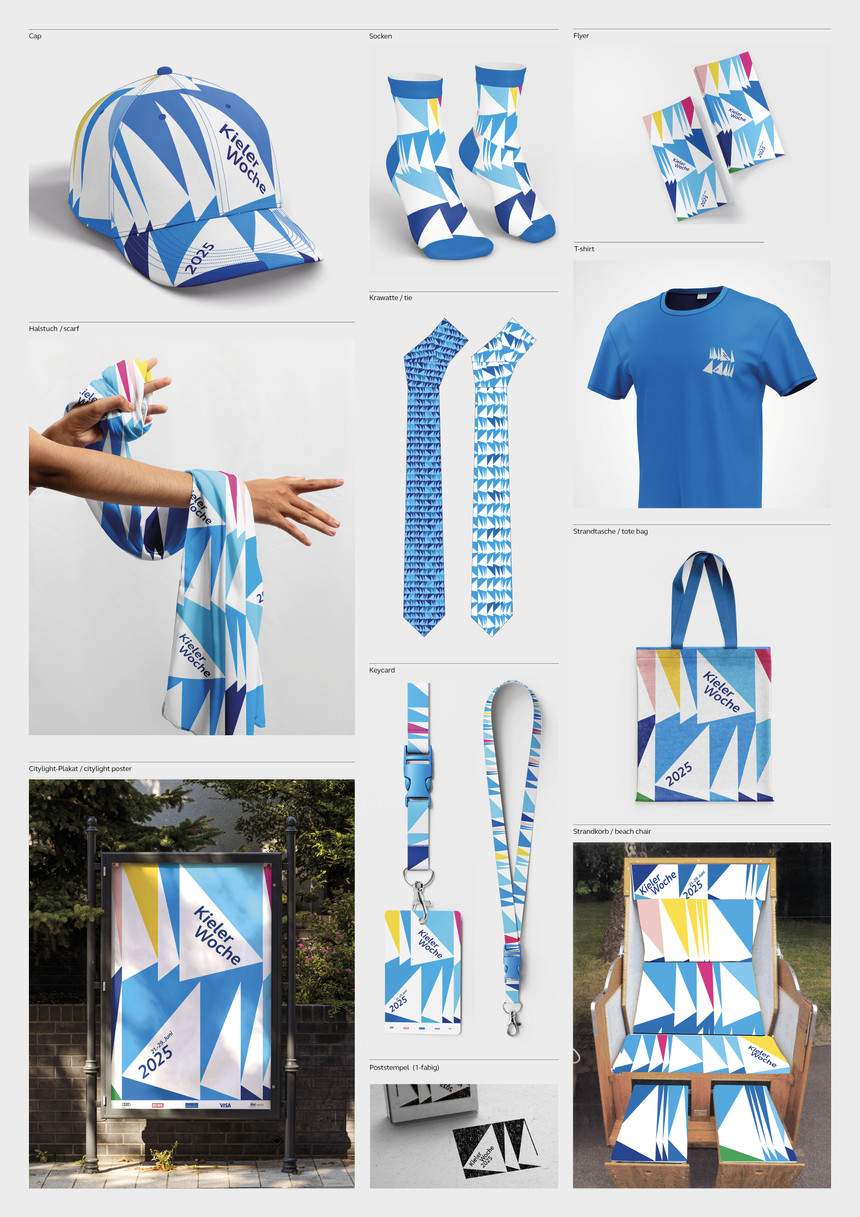 Cap
Kieler
Woche
2025
Socken
Flyer
Kieler
Woche
Kieler
Woche
2025
2025
T-shirt
Halstuch / scarf
Kieler
Kieler
Woche
Kieler
Woche
Krawatte / tie
Strandtasche / tote bag
Kieler
Woche
2025
Keycard
Kieler
Woche
2025
Citylight-Plakat / citylight poster
Kieler
Woche
21.–29. Juni
2025
VISA
Poststempel (1-fabig)
Kieler
Woche
2025
Strandkorb / beach chair
Kieler
Woche
2025
Kieler
Woche